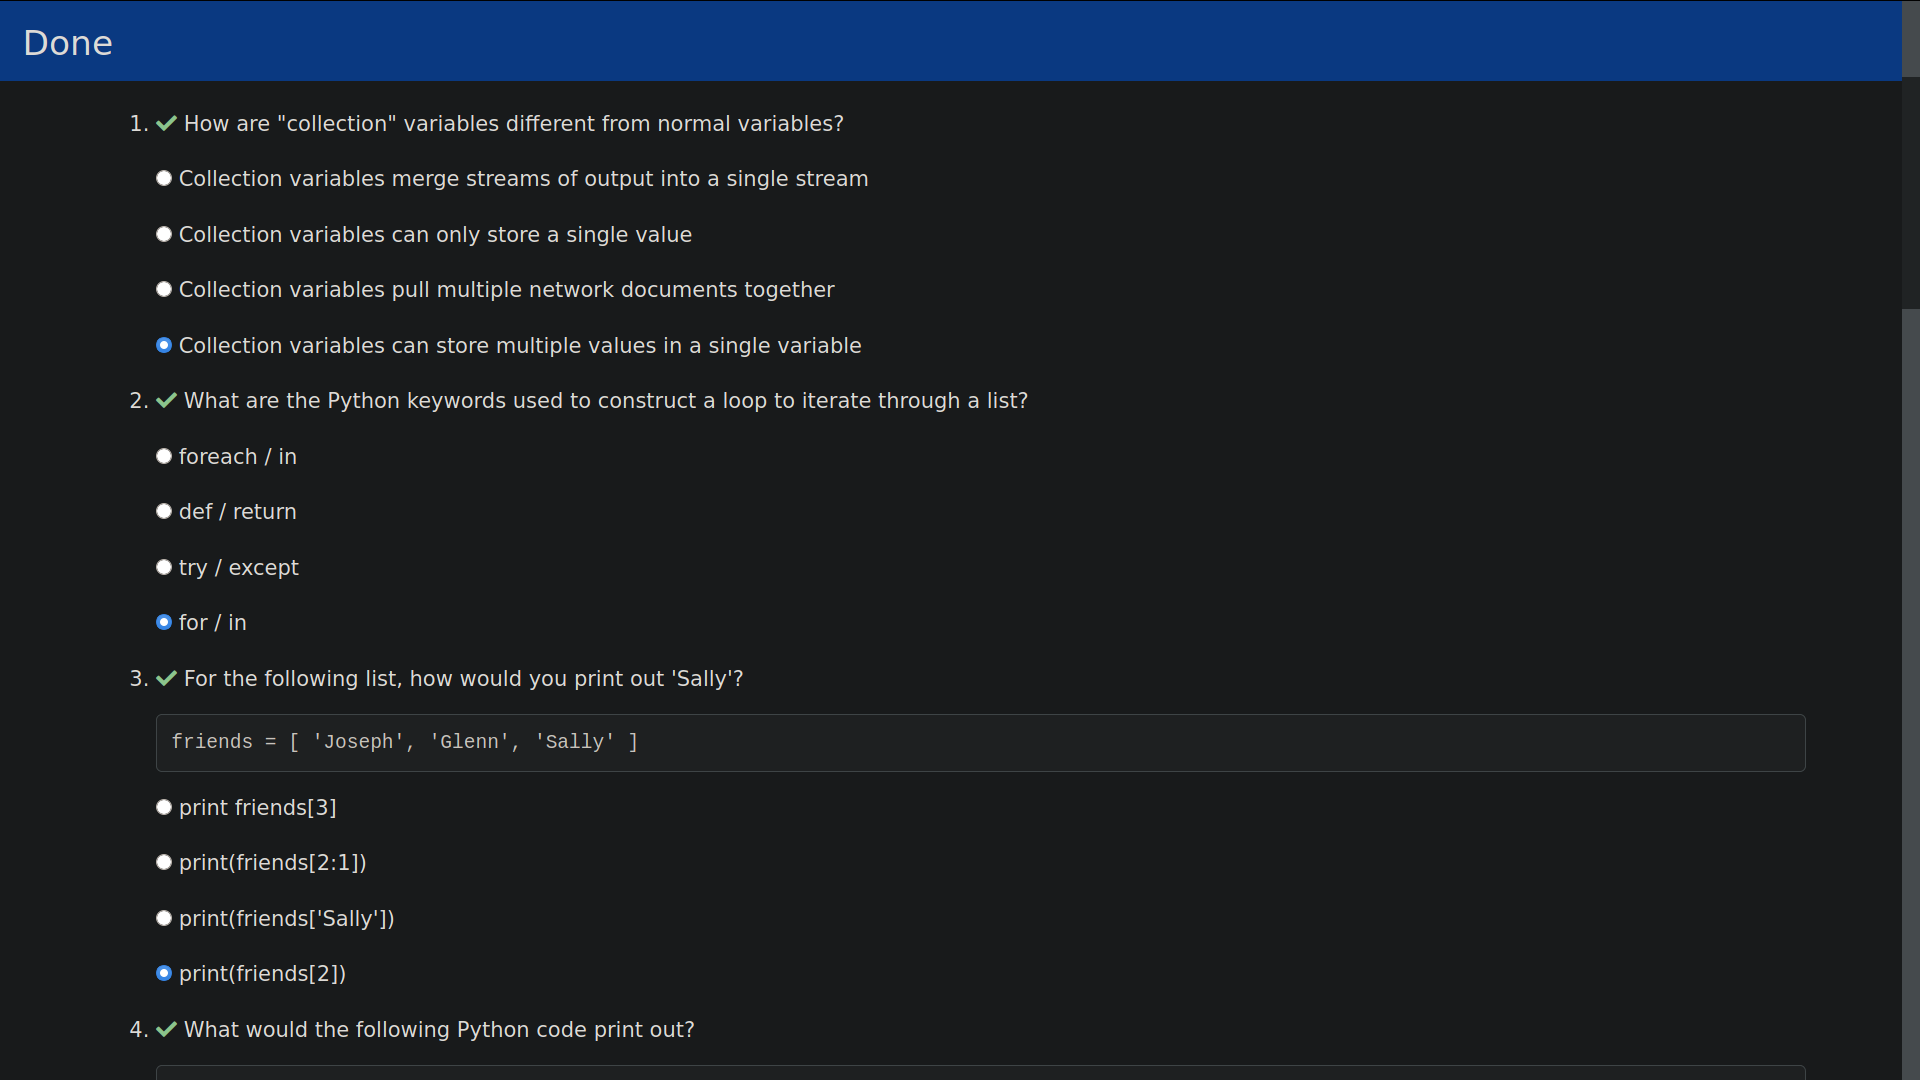 Done
1. How are "collection" variables different from normal variables?
Collection variables merge streams of output into a single stream
Collection variables can only store a single value
Collection variables pull multiple network documents together
Collection variables can store multiple values in a single variable
2. What are the Python keywords used to construct a loop to iterate through a list?
foreach / in
def / return
try / except
for / in
3. For the following list, how would you print out 'Sally'?
friends = [ 'Joseph', 'Glenn', 'Sally' ]
print friends[3]
print(friends[2:1])
print(friends['Sally'])
print(friends[2])
4. What would the following Python code print out?